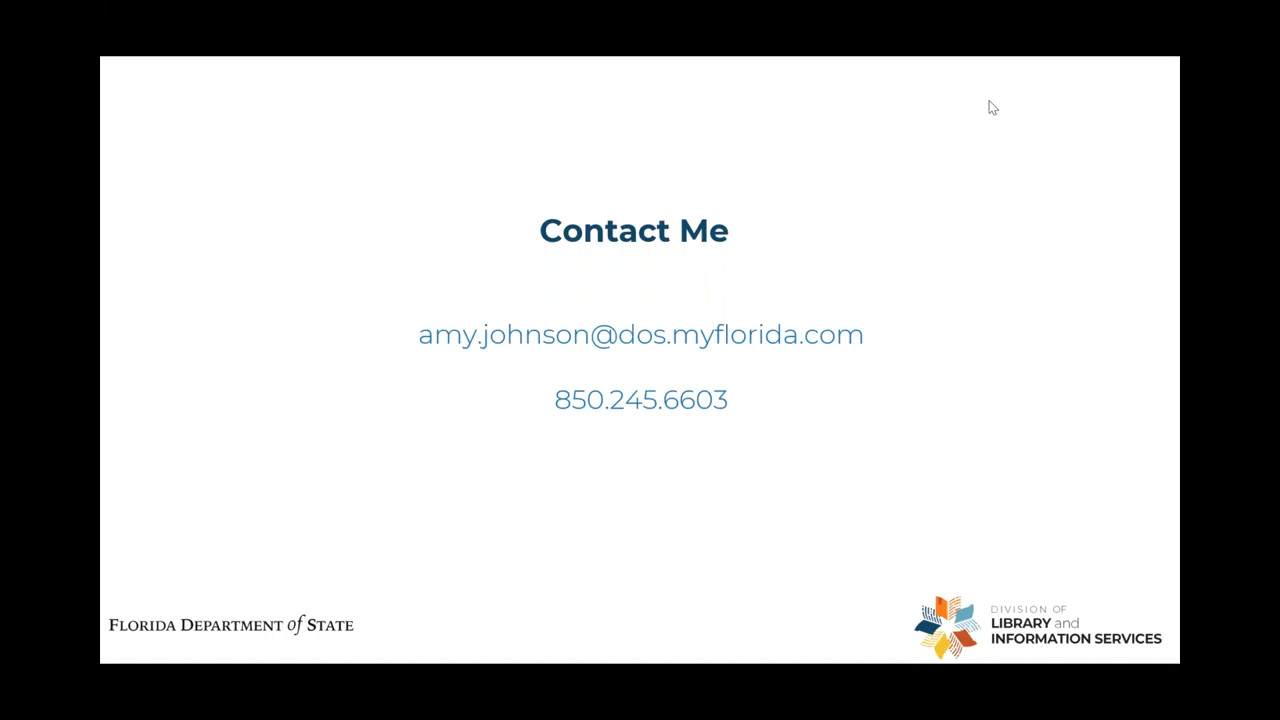 Contact Me
amy.johnson@dos.myflorida.com
850.245.6603
FLORIDA DEPARTMENT of STATE
DIVISION OF
LIBRARY and
INFORMATION SERVICES